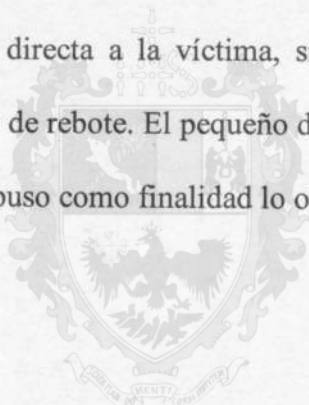 directa a la víctima, s
de rebote. El pequeño d
puso como finalidad lo o